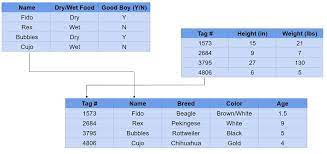 Name Dry/Wet Food Good Boy (Y/N)
Fido Dry Y
Rex Wet N
Bubbles Dry Y
Cujo Wet N
Tag # Height (in) Weight (lbs)
1573 15 21
2684 9 7
3795 27 130
4806 6 5
Tag # Name Breed Color Age
1573 Fido Beagle Brown/White 1.5
2684 Rex Pekingese White 9
3795 Bubbles Rottweiler Black 5
4806 Cujo Chihuahua Gold 4